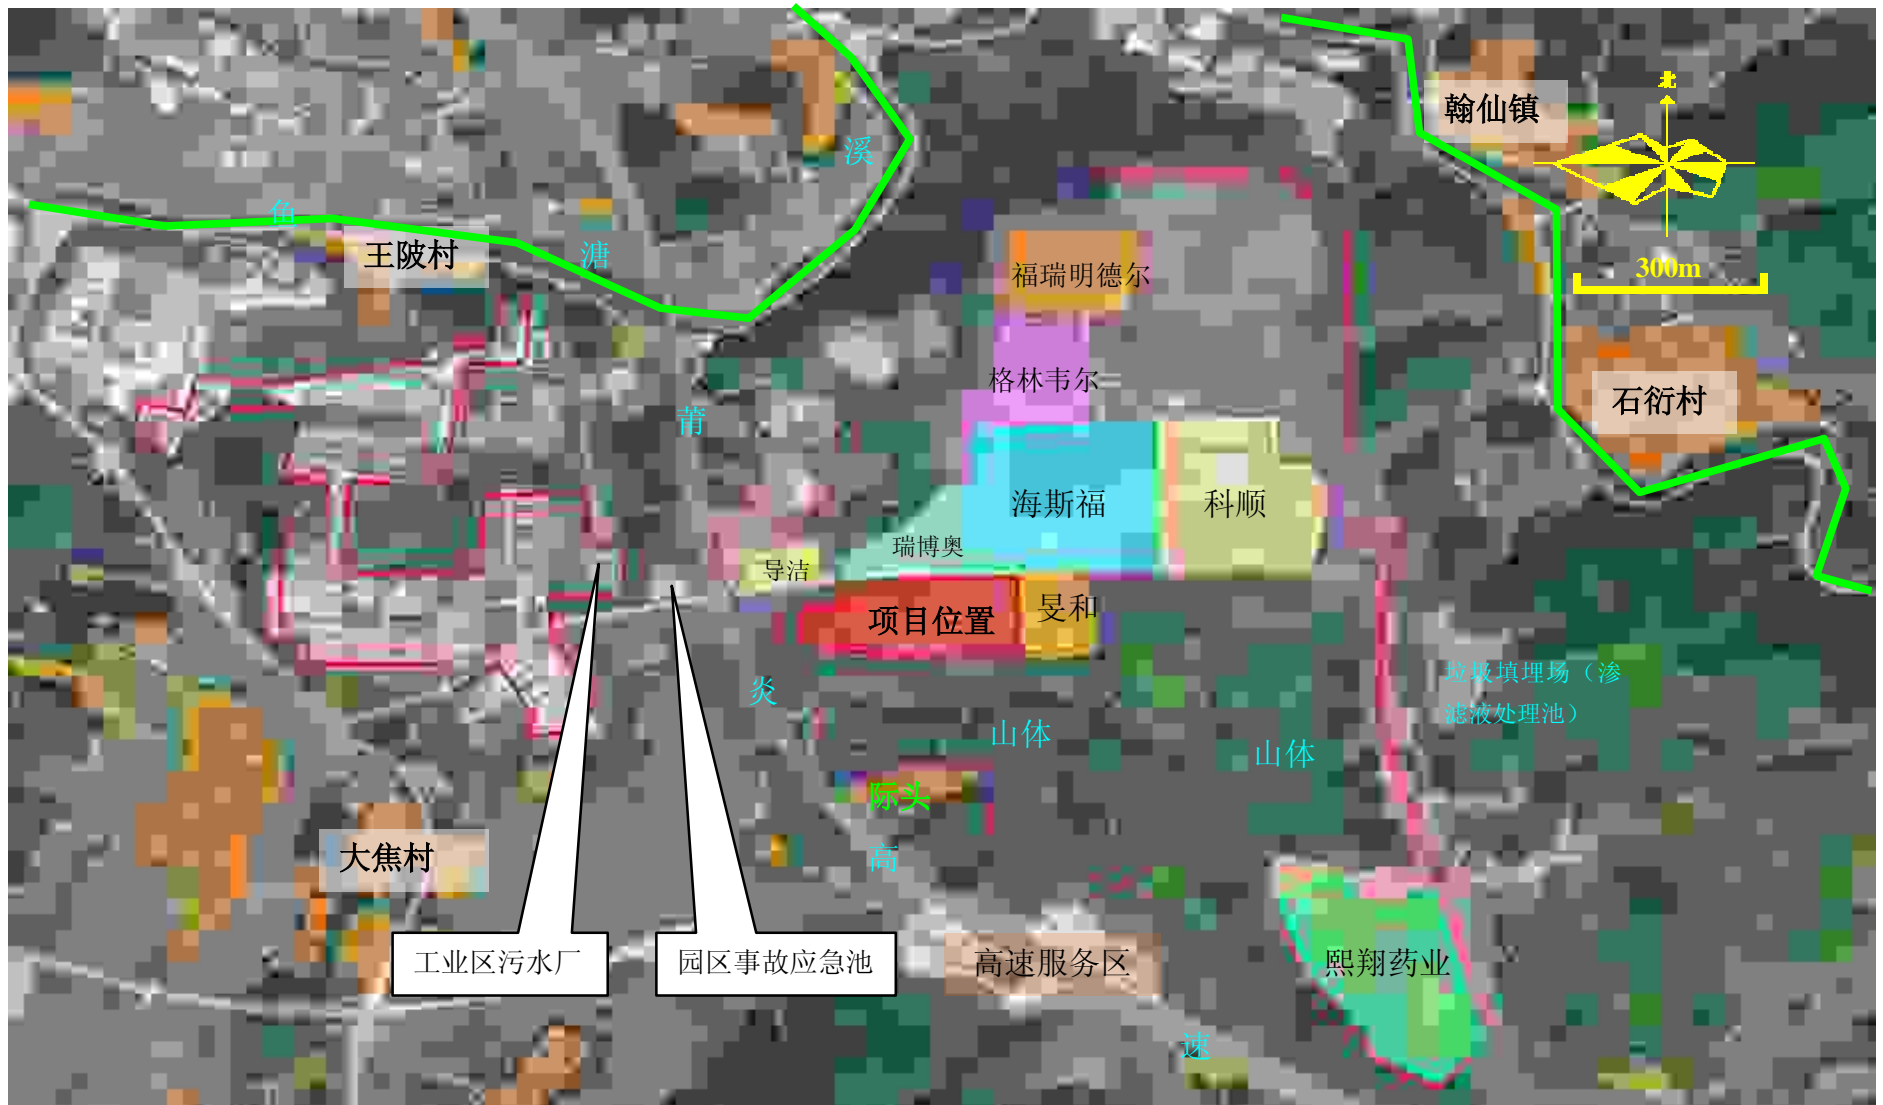 北
翰仙镇
溪
鱼
王陂村
溏
300m
福瑞明德尔
格林韦尔
石衍村
莆
海斯福
科顺
瑞博奥
导洁
项目位置
旻和
垃圾填埋场（渗
滤液处理池）
炎
山体
山体
际头
高
大焦村
工业区污水厂
园区事故应急池
高速服务区
熙翔药业
速